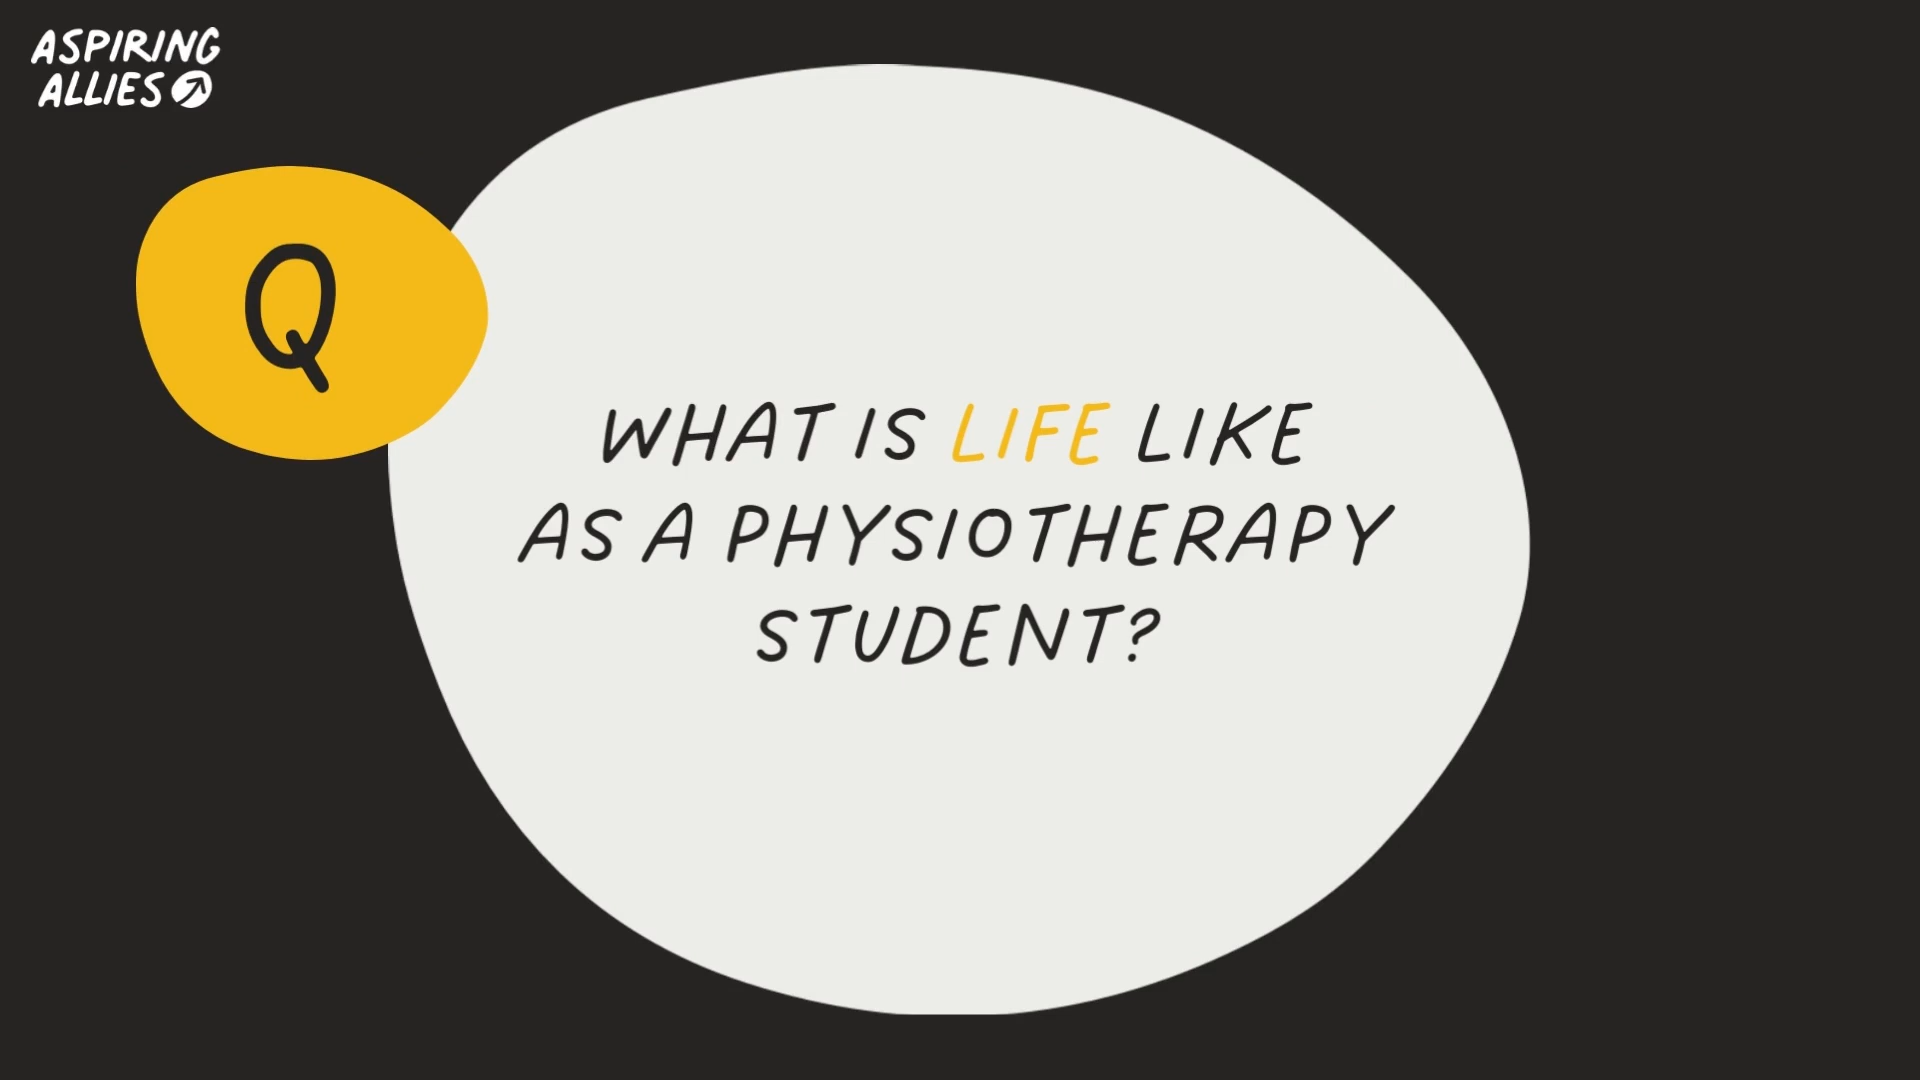 ASPIRING
ALLIES
Q
WHAT IS LIFE LIKE
AS A PHYSIOTHERAPY
STUDENT?